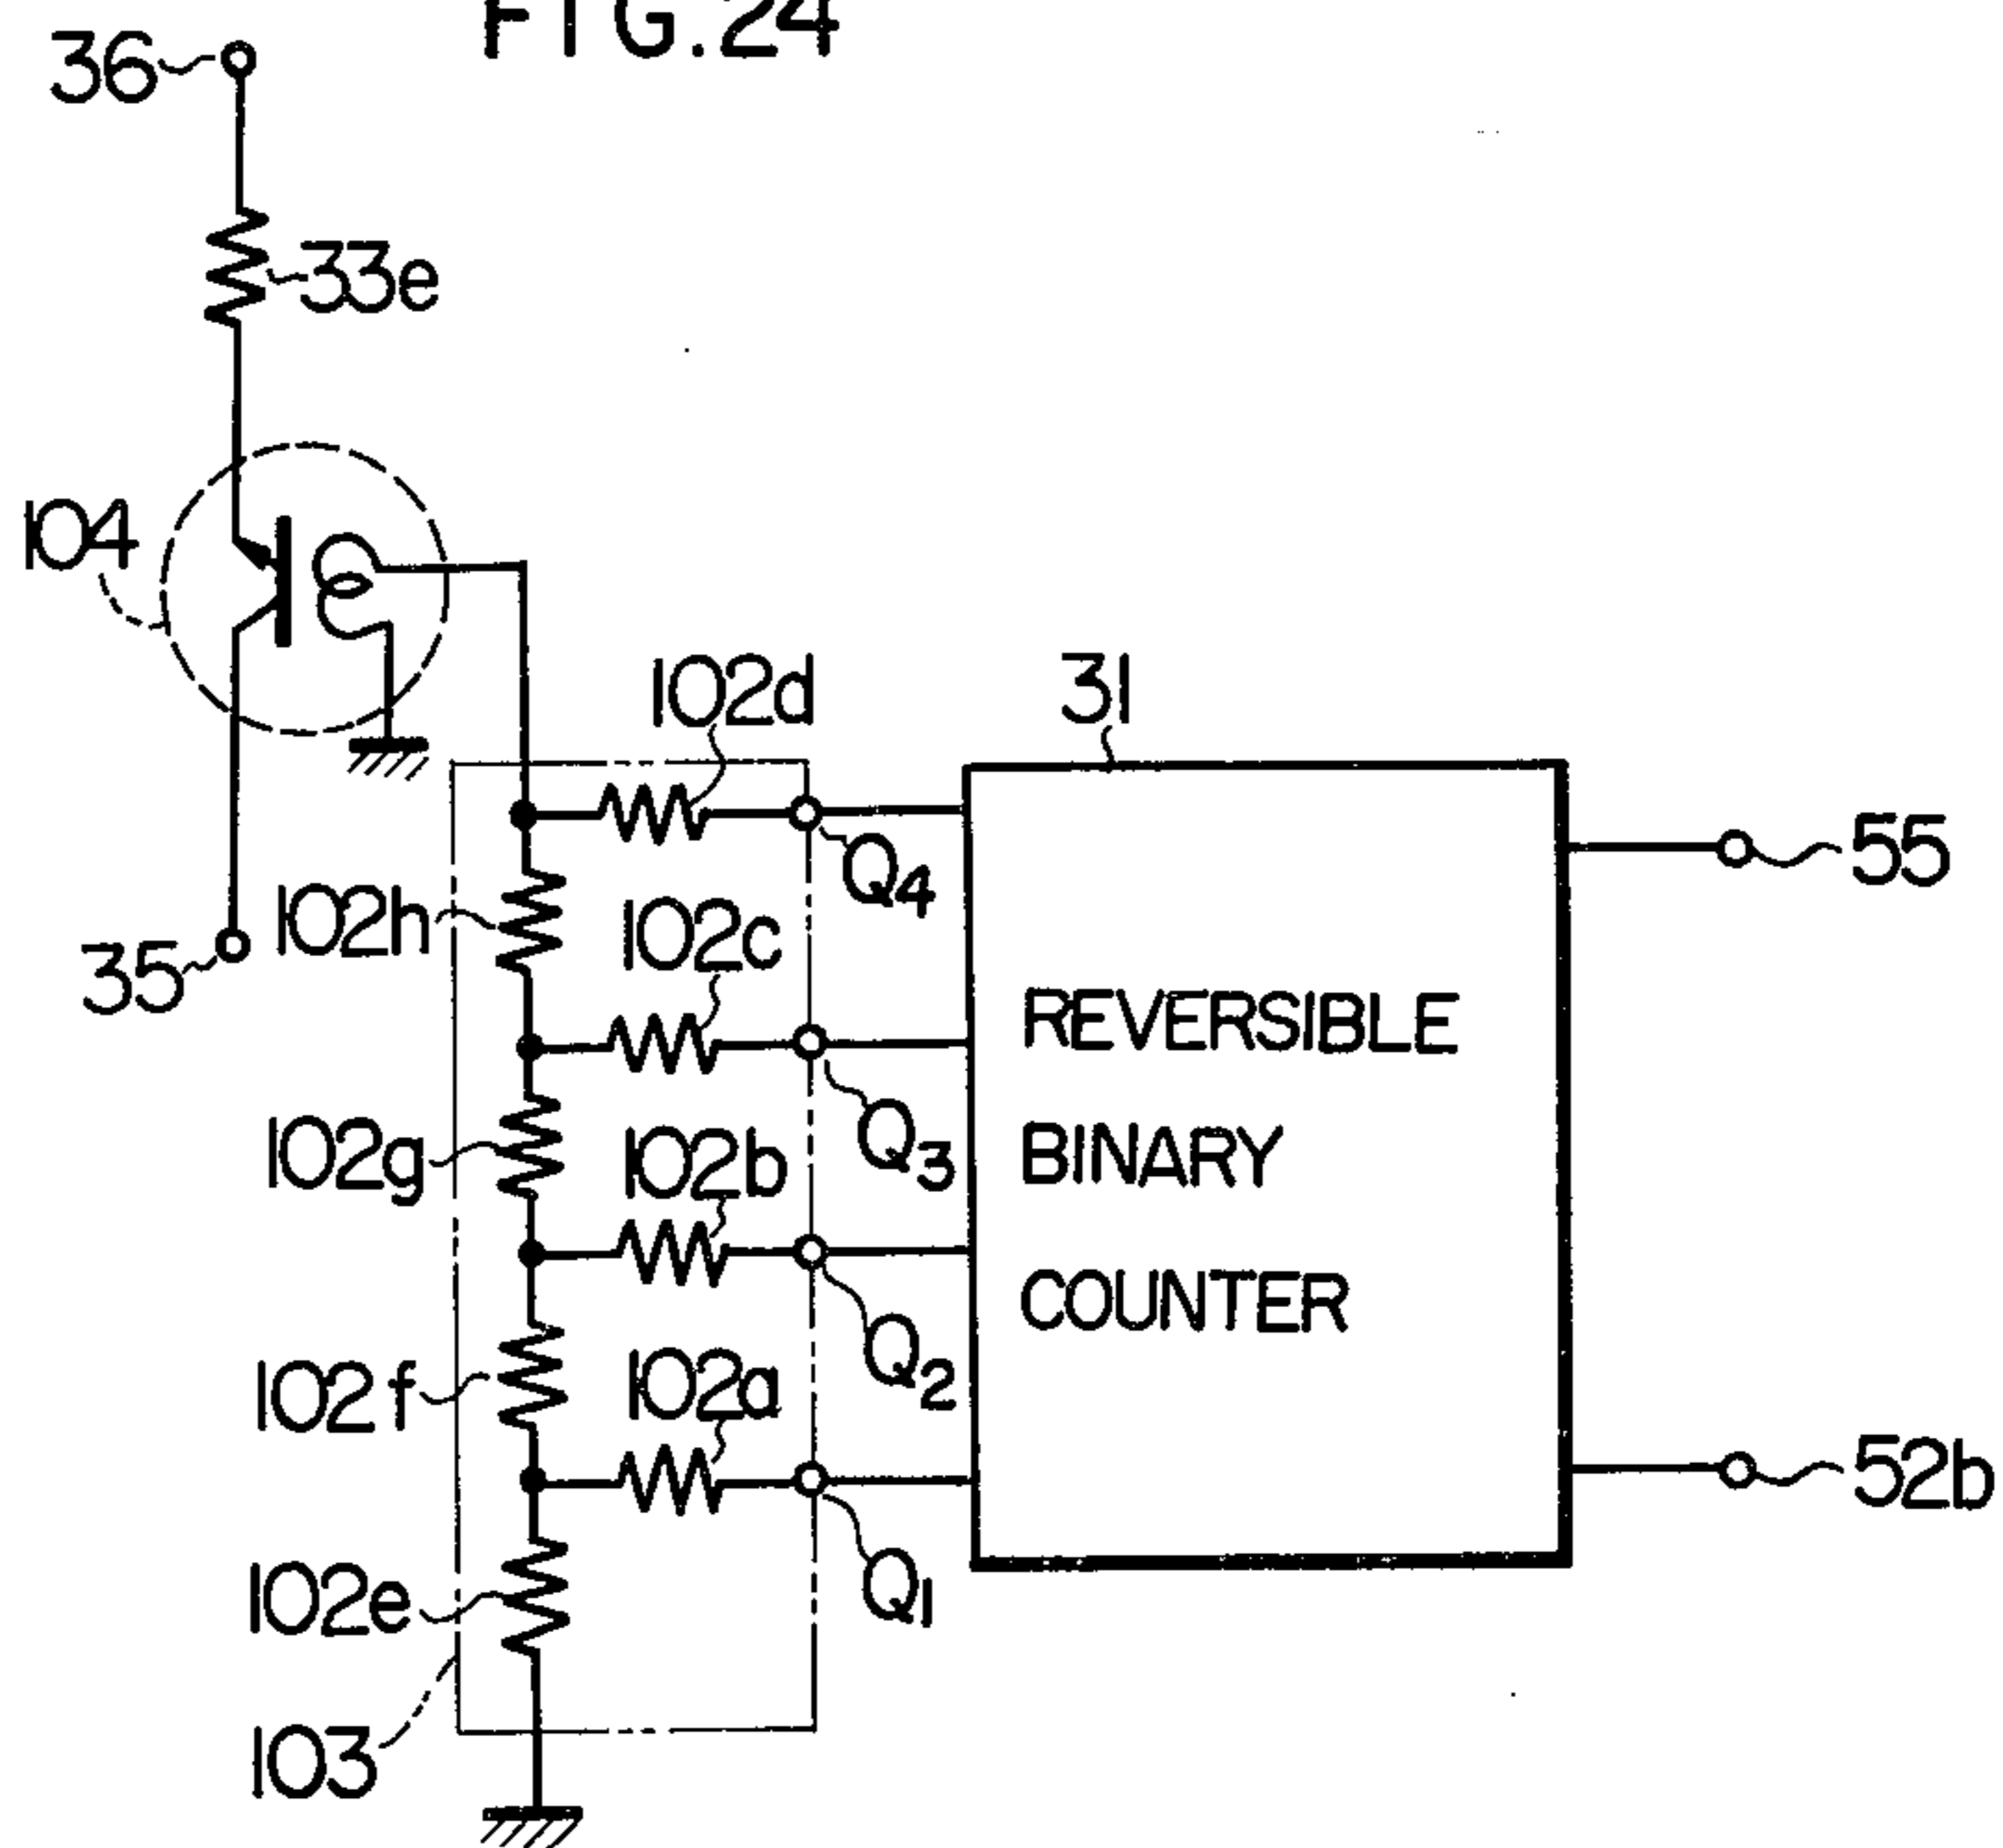 FIG.24
36
33e
104
102d
31
Q4
55
102h
102c
35
REVERSIBLE
Q3
102g
102b
BINARY
COUNTER
Q2
102f
102a
52b
Q1
102e
103